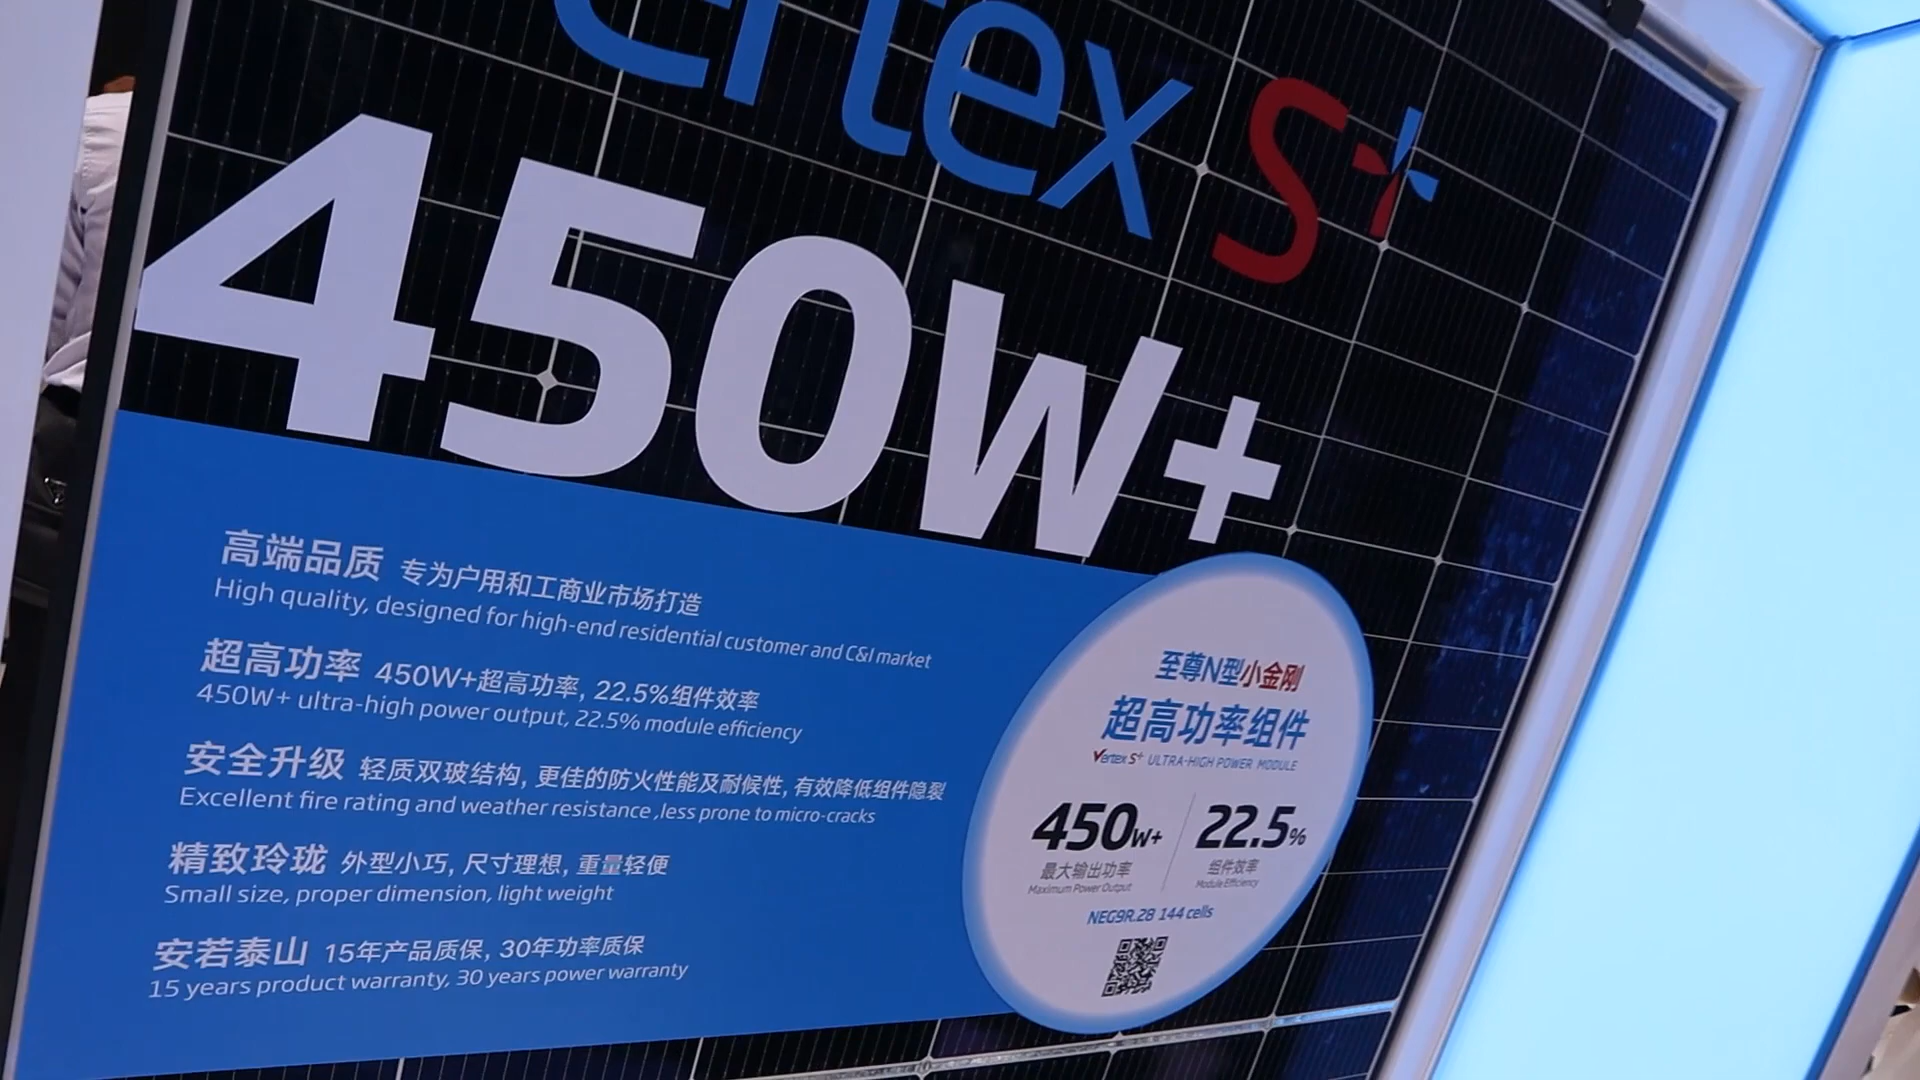 ertex S+
450W+
高端品质 专为户用和工商业市场打造
High quality, designed for high-end residential customer and C&I market
超高功率 450W+超高功率, 22.5%组件效率
450W+ ultra-high power output, 22.5% module efficiency
安全升级 轻质双玻结构, 更佳的防火性能及耐候性, 有效降低组件隐裂
Excellent fire rating and weather resistance ,less prone to micro-cracks
精致玲珑 外型小巧, 尺寸理想, 重量轻便
Small size, proper dimension, light weight
安若泰山 15年产品质保, 30年功率质保
15 years product warranty, 30 years power warranty
至尊N型小金刚
超高功率组件
Vertex S+ ULTRA-HIGH POWER MODULE
450W+
最大输出功率
Maximum Power Output
22.5%
组件效率
Module Efficiency
NEG9R.28 144 cells